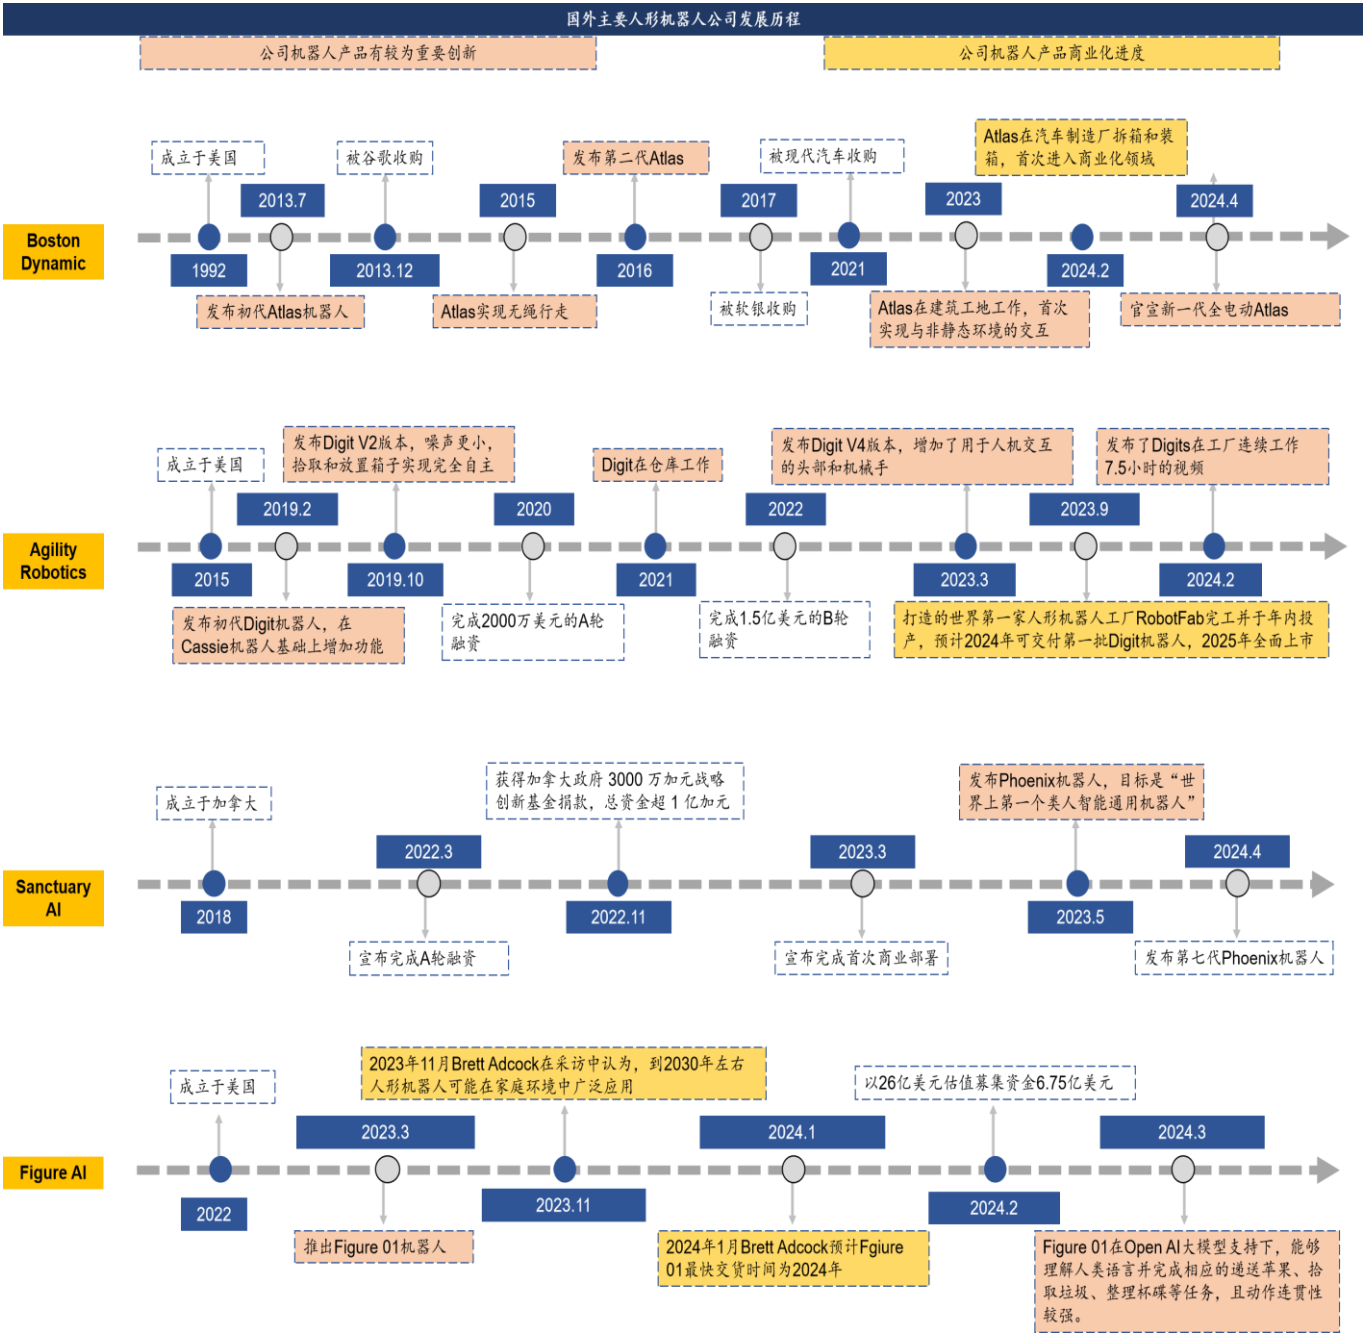 国外主要人形机器人公司发展历程
公司机器人产品有较为重要创新
公司机器人产品商业化进度
Boston
Dynamic
成立于美国
1992
2013.7
发布初代Atlas机器人
被谷歌收购
2013.12
2015
Atlas实现无绳行走
发布第二代Atlas
2016
2017
被软银收购
被现代汽车收购
2021
2023
Atlas在建筑工地工作，首次
实现与非静态环境的交互
Atlas在汽车制造厂拆箱和装
箱，首次进入商业化领域
2024.2
2024.4
官宣新一代全电动Atlas
Agility
Robotics
成立于美国
2015
2019.2
发布初代Digit机器人，在
Cassie机器人基础上增加功能
发布Digit V2版本，噪声更小，
拾取和放置箱子实现完全自主
2019.10
2020
完成2000万美元的A轮
融资
Digit在仓库工作
2021
2022
完成1.5亿美元的B轮
融资
发布Digit V4版本，增加了用于人机交互
的头部和机械手
2023.3
2023.9
打造的世界第一家人形机器人工厂RobotFab完工并于年内投
产，预计2024年可交付第一批Digit机器人，2025年全面上市
发布了Digits在工厂连续工作
7.5小时的视频
2024.2
Sanctuary
AI
成立于加拿大
2018
2022.3
宣布完成A轮融资
获得加拿大政府 3000 万加元战略
创新基金捐款，总资金超 1 亿加元
2022.11
2023.3
宣布完成首次商业部署
发布Phoenix机器人，目标是“世
界上第一个类人智能通用机器人”
2023.5
2024.4
发布第七代Phoenix机器人
Figure AI
成立于美国
2022
2023.3
推出Figure 01机器人
2023年11月Brett Adcock在采访中认为，到2030年左右
人形机器人可能在家庭环境中广泛应用
2023.11
2024.1
2024年1月Brett Adcock预计Fgiure
01最快交货时间为2024年
以26亿美元估值募集资金6.75亿美元
2024.2
2024.3
Figure 01在Open AI大模型支持下，能够
理解人类语言并完成相应的递送苹果、拾
取垃圾、整理杯碟等任务，且动作连贯性
较强。